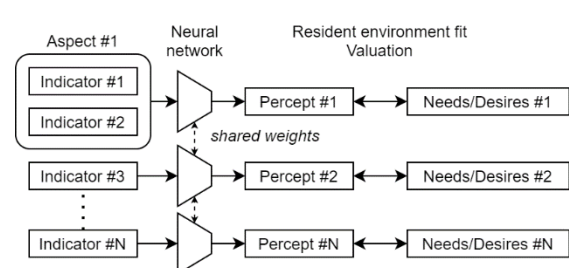 Aspect #1
Neural
network
Resident environment fit
Valuation
Indicator #1
Indicator #2
Percept #1
Needs/Desires #1
shared weights
Indicator #3
Percept #2
Needs/Desires #2
Indicator #N
Percept #N
Needs/Desires #N